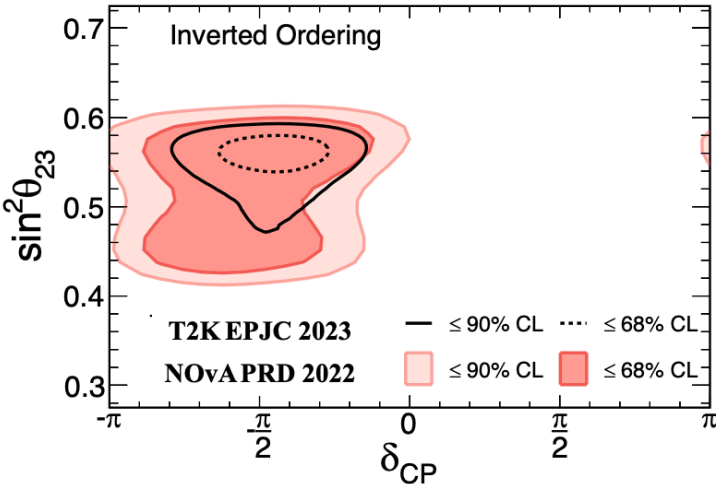 Inverted Ordering
0.7
0.6
0.5
0.4
0.3
sin²θ₂₃
T2K EPJC 2023 ≤ 90% CL ≤ 68% CL
NOνA PRD 2022 ≤ 90% CL ≤ 68% CL
-π -π/2 0 π/2 π
δCP